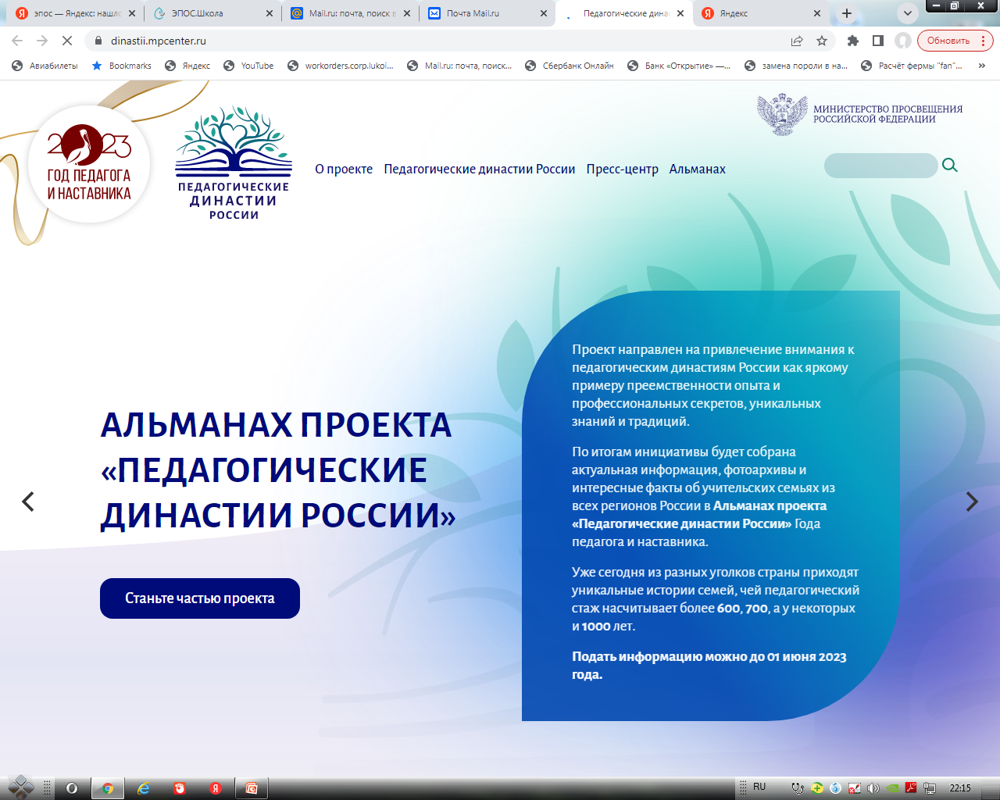 эпос — Яндекс: нашло
ЭПОС.Школа
Mail.ru: почта, поиск в
Почта Mail.ru
Педагогические дина
Яндекс
dinastii.mpcenter.ru
Обновить
Авиабилеты
Bookmarks
Яндекс
YouTube
workorders.corp.lukoi...
Mail.ru: почта, поиск...
Сбербанк Онлайн
Банк «Открытие» —...
замена пороли в на...
Расчёт фермы "fan"...
»
2023
ГОД ПЕДАГОГА
И НАСТАВНИКА
ПЕДАГОГИЧЕСКИЕ
ДИНАСТИИ
РОССИИ
О проекте
Педагогические династии России
Пресс-центр
Альманах
МИНИСТЕРСТВО ПРОСВЕЩЕНИЯ
РОССИЙСКОЙ ФЕДЕРАЦИИ
АЛЬМАНАХ ПРОЕКТА
«ПЕДАГОГИЧЕСКИЕ
ДИНАСТИИ РОССИИ»
Станьте частью проекта
Проект направлен на привлечение внимания к
педагогическим династиям России как яркому
примеру преемственности опыта и
профессиональных секретов, уникальных
знаний и традиций.
По итогам инициативы будет собрана
актуальная информация, фотоархивы и
интересные факты об учительских семьях из
всех регионов России в Альманах проекта
«Педагогические династии России» Года
педагога и наставника.
Уже сегодня из разных уголков страны приходят
уникальные истории семей, чей педагогический
стаж насчитывает более 600, 700, а у некоторых
и 1000 лет.
Подать информацию можно до 01 июня 2023
года.
RU
22:15